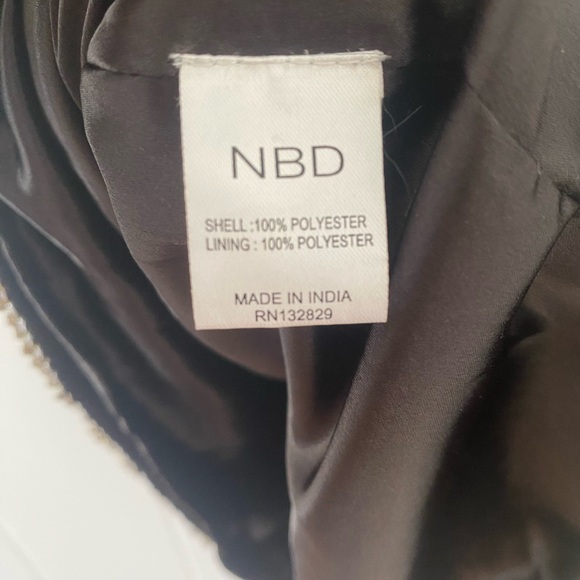 NBD
SHELL :100% POLYESTER
LINING : 100% POLYESTER
MADE IN INDIA
RN132829